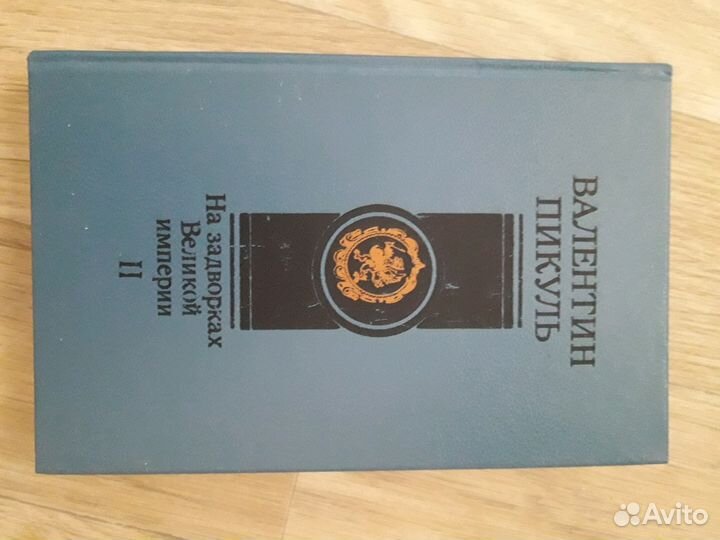 ВАЛЕНТИН
ПИКУЛЬ
На задворках
Великой
империи
II
Avito